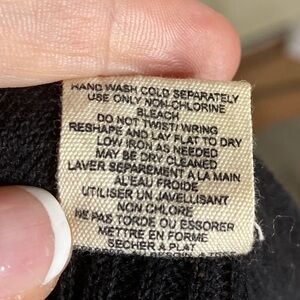 HAND WASH COLD SEPARATELY
USE ONLY NON-CHLORINE
BLEACH
DO NOT TWIST/WRING
RESHAPE AND LAY FLAT TO DRY
LOW IRON AS NEEDED
MAY BE DRY CLEANED
LAVER SEPAREMENT A LA MAIN
L'EAU FROIDE
UTILISER UN JAVELLISANT
NON CHLORE
NE PAS TORDE OU ESSORER
METTRE EN FORME
SECHER A PLAT